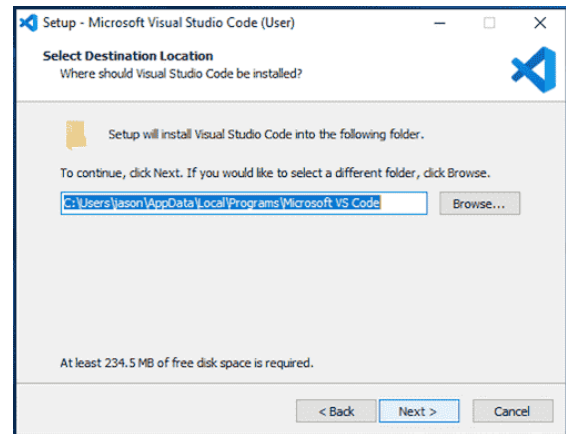 Setup - Microsoft Visual Studio Code (User)
Select Destination Location
Where should Visual Studio Code be installed?
Setup will install Visual Studio Code into the following folder.
To continue, click Next. If you would like to select a different folder, click Browse.
C:\Users\jason\AppData\Local\Programs\Microsoft VS Code
Browse...
At least 234.5 MB of free disk space is required.
< Back
Next >
Cancel